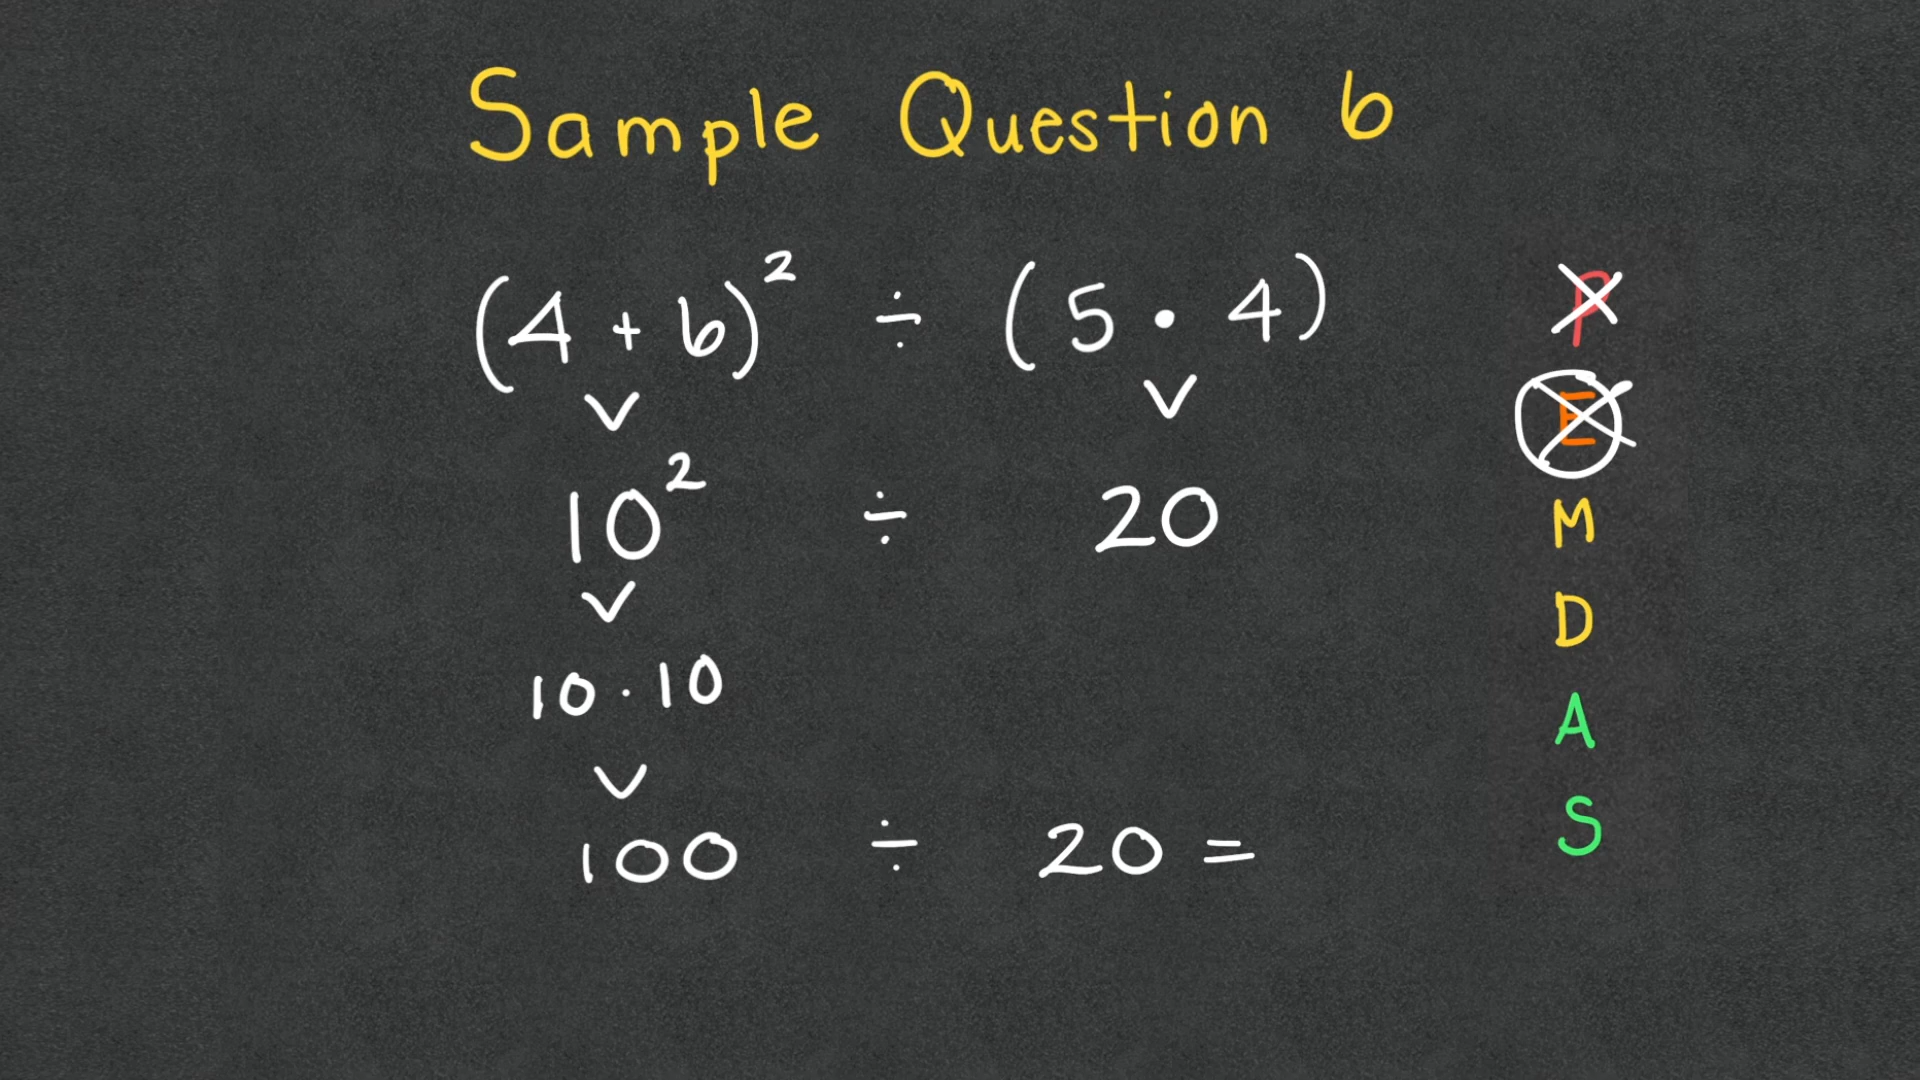 Sample Question 6
(4 + 6)² ÷ (5 · 4)
10² ÷ 20
10 · 10
100 ÷ 20 =
P
E
M
D
A
S